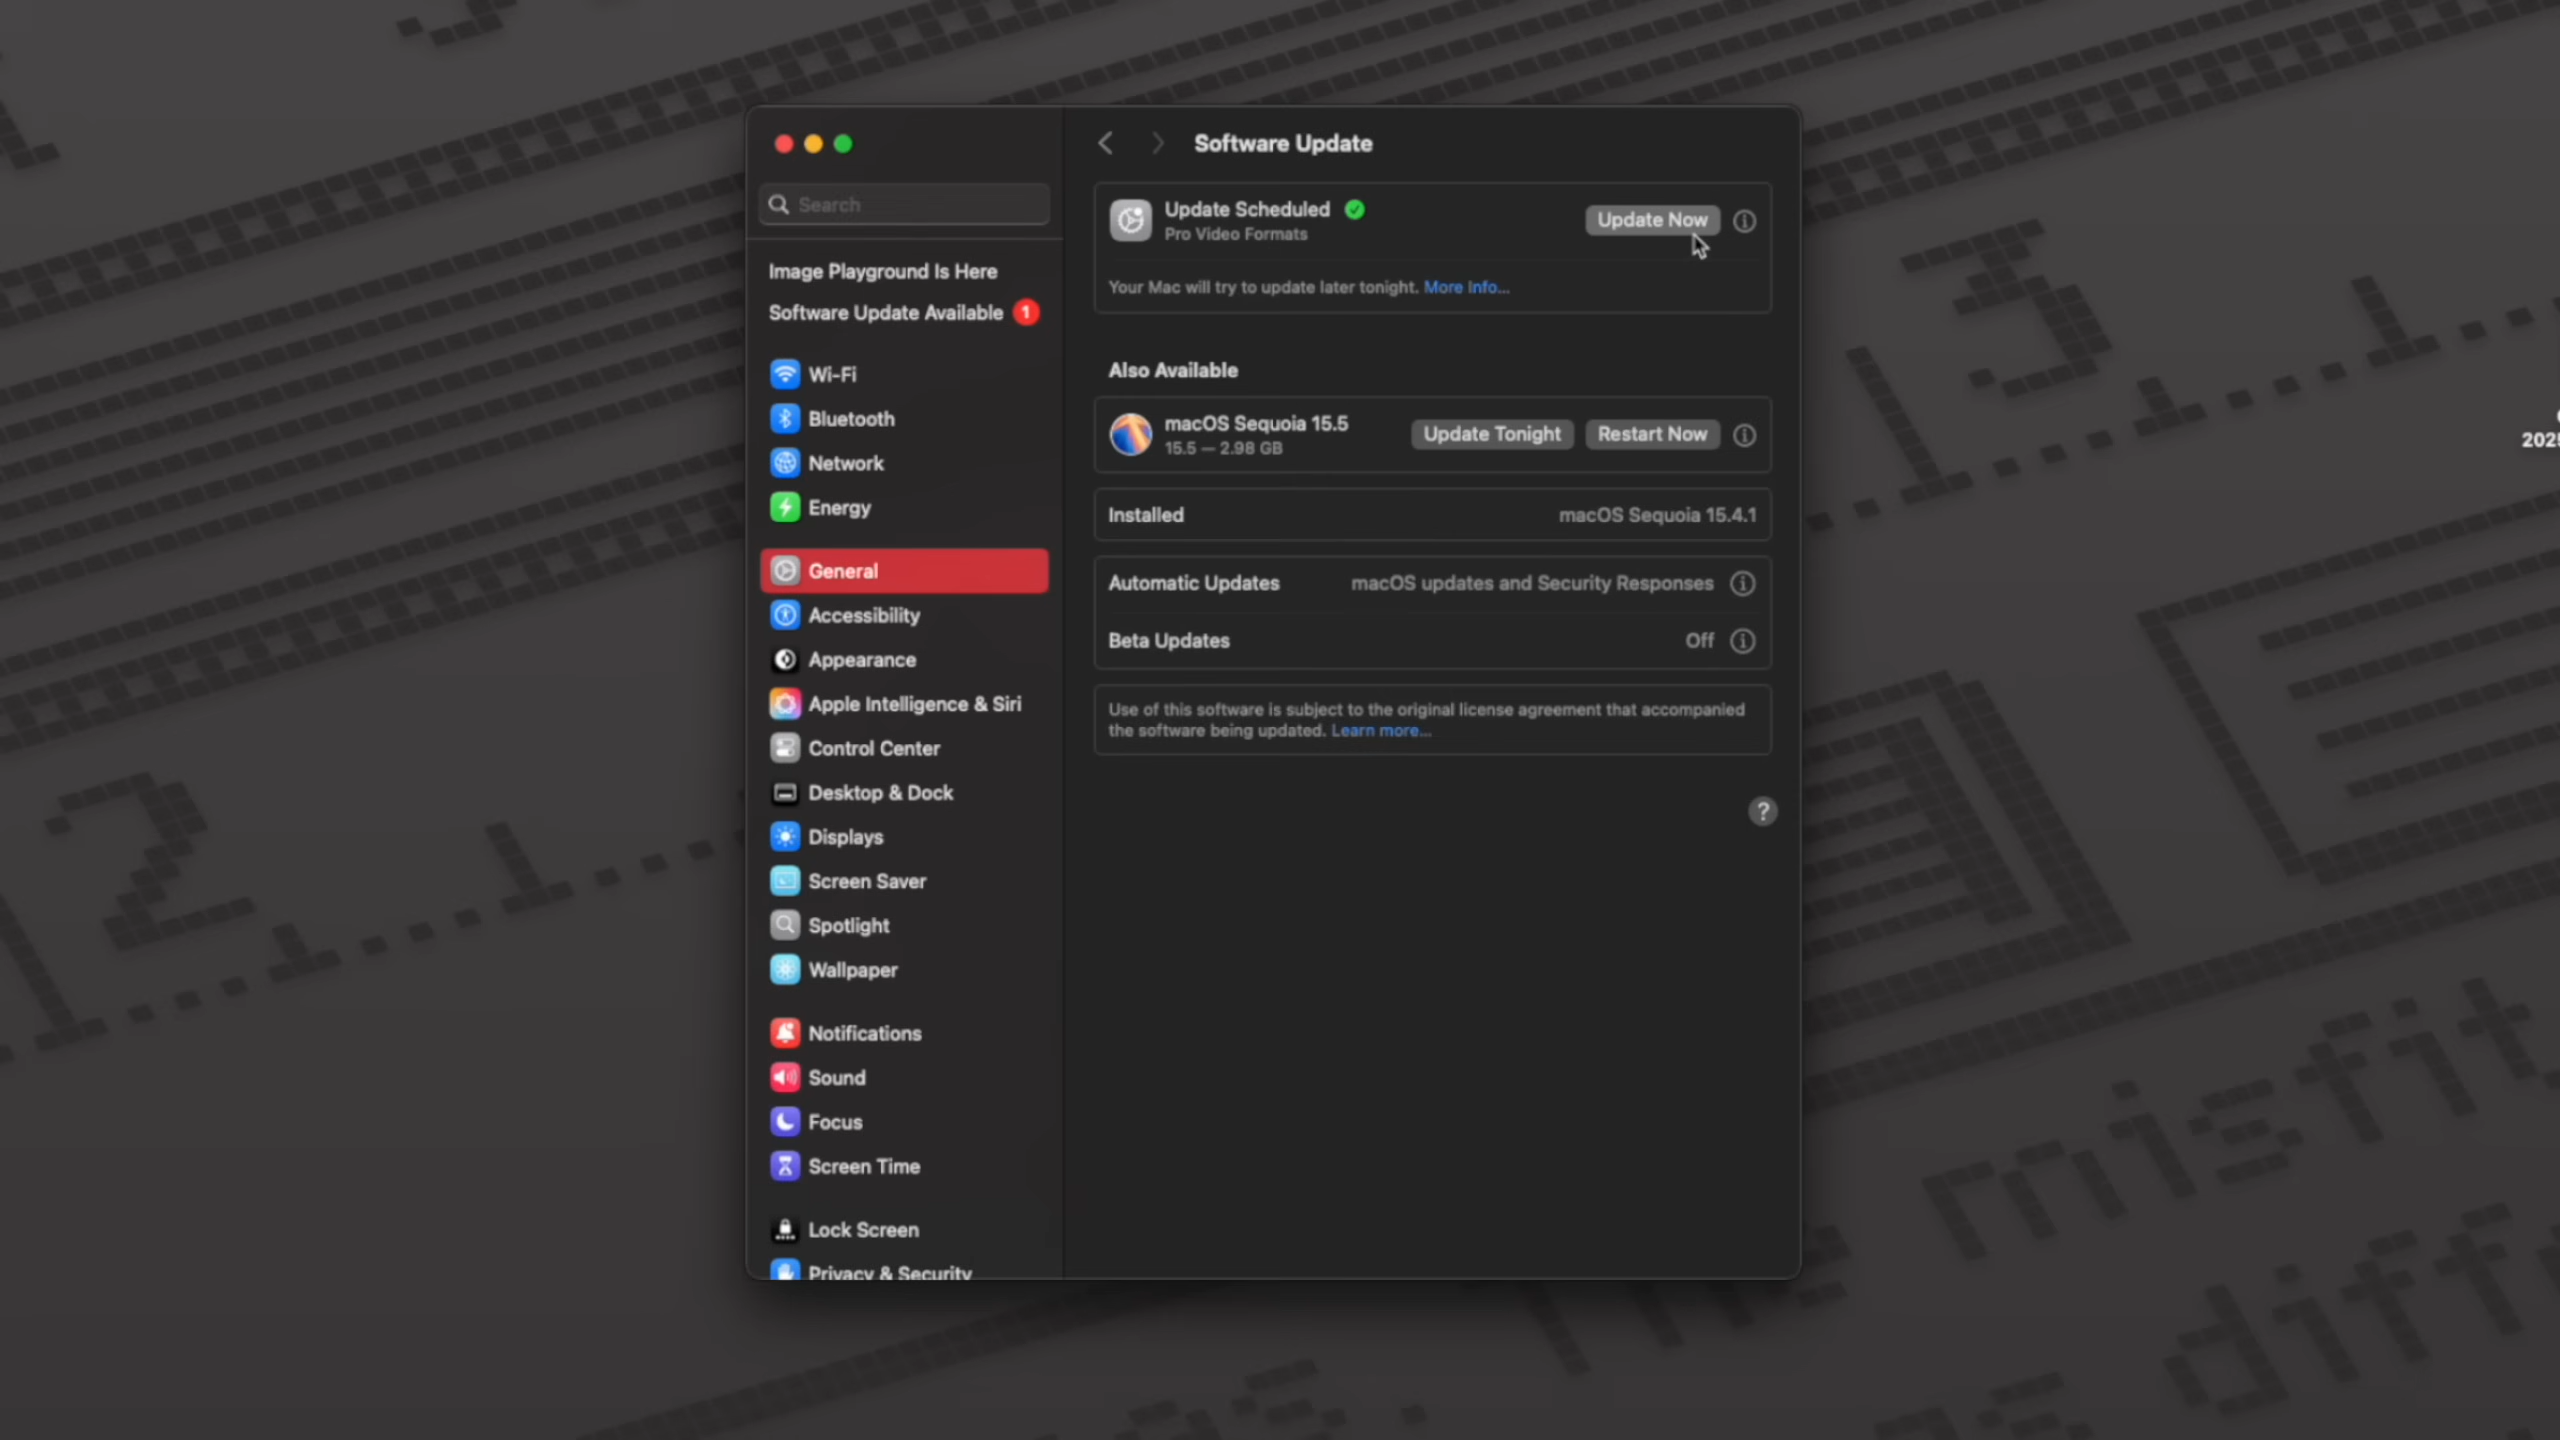 Software Update
Search
Update Scheduled
Pro Video Formats
Update Now
Your Mac will try to update later tonight. More Info...
Image Playground Is Here
Software Update Available 1
Wi-Fi
Bluetooth
Network
Energy
General
Accessibility
Appearance
Apple Intelligence & Siri
Control Center
Desktop & Dock
Displays
Screen Saver
Spotlight
Wallpaper
Notifications
Sound
Focus
Screen Time
Lock Screen
Privacy & Security
Also Available
macOS Sequoia 15.5
15.5 — 2.98 GB
Update Tonight
Restart Now
Installed
macOS Sequoia 15.4.1
Automatic Updates
macOS updates and Security Responses
Beta Updates
Off
Use of this software is subject to the original license agreement that accompanied
the software being updated. Learn more...
?
3
2
misfit